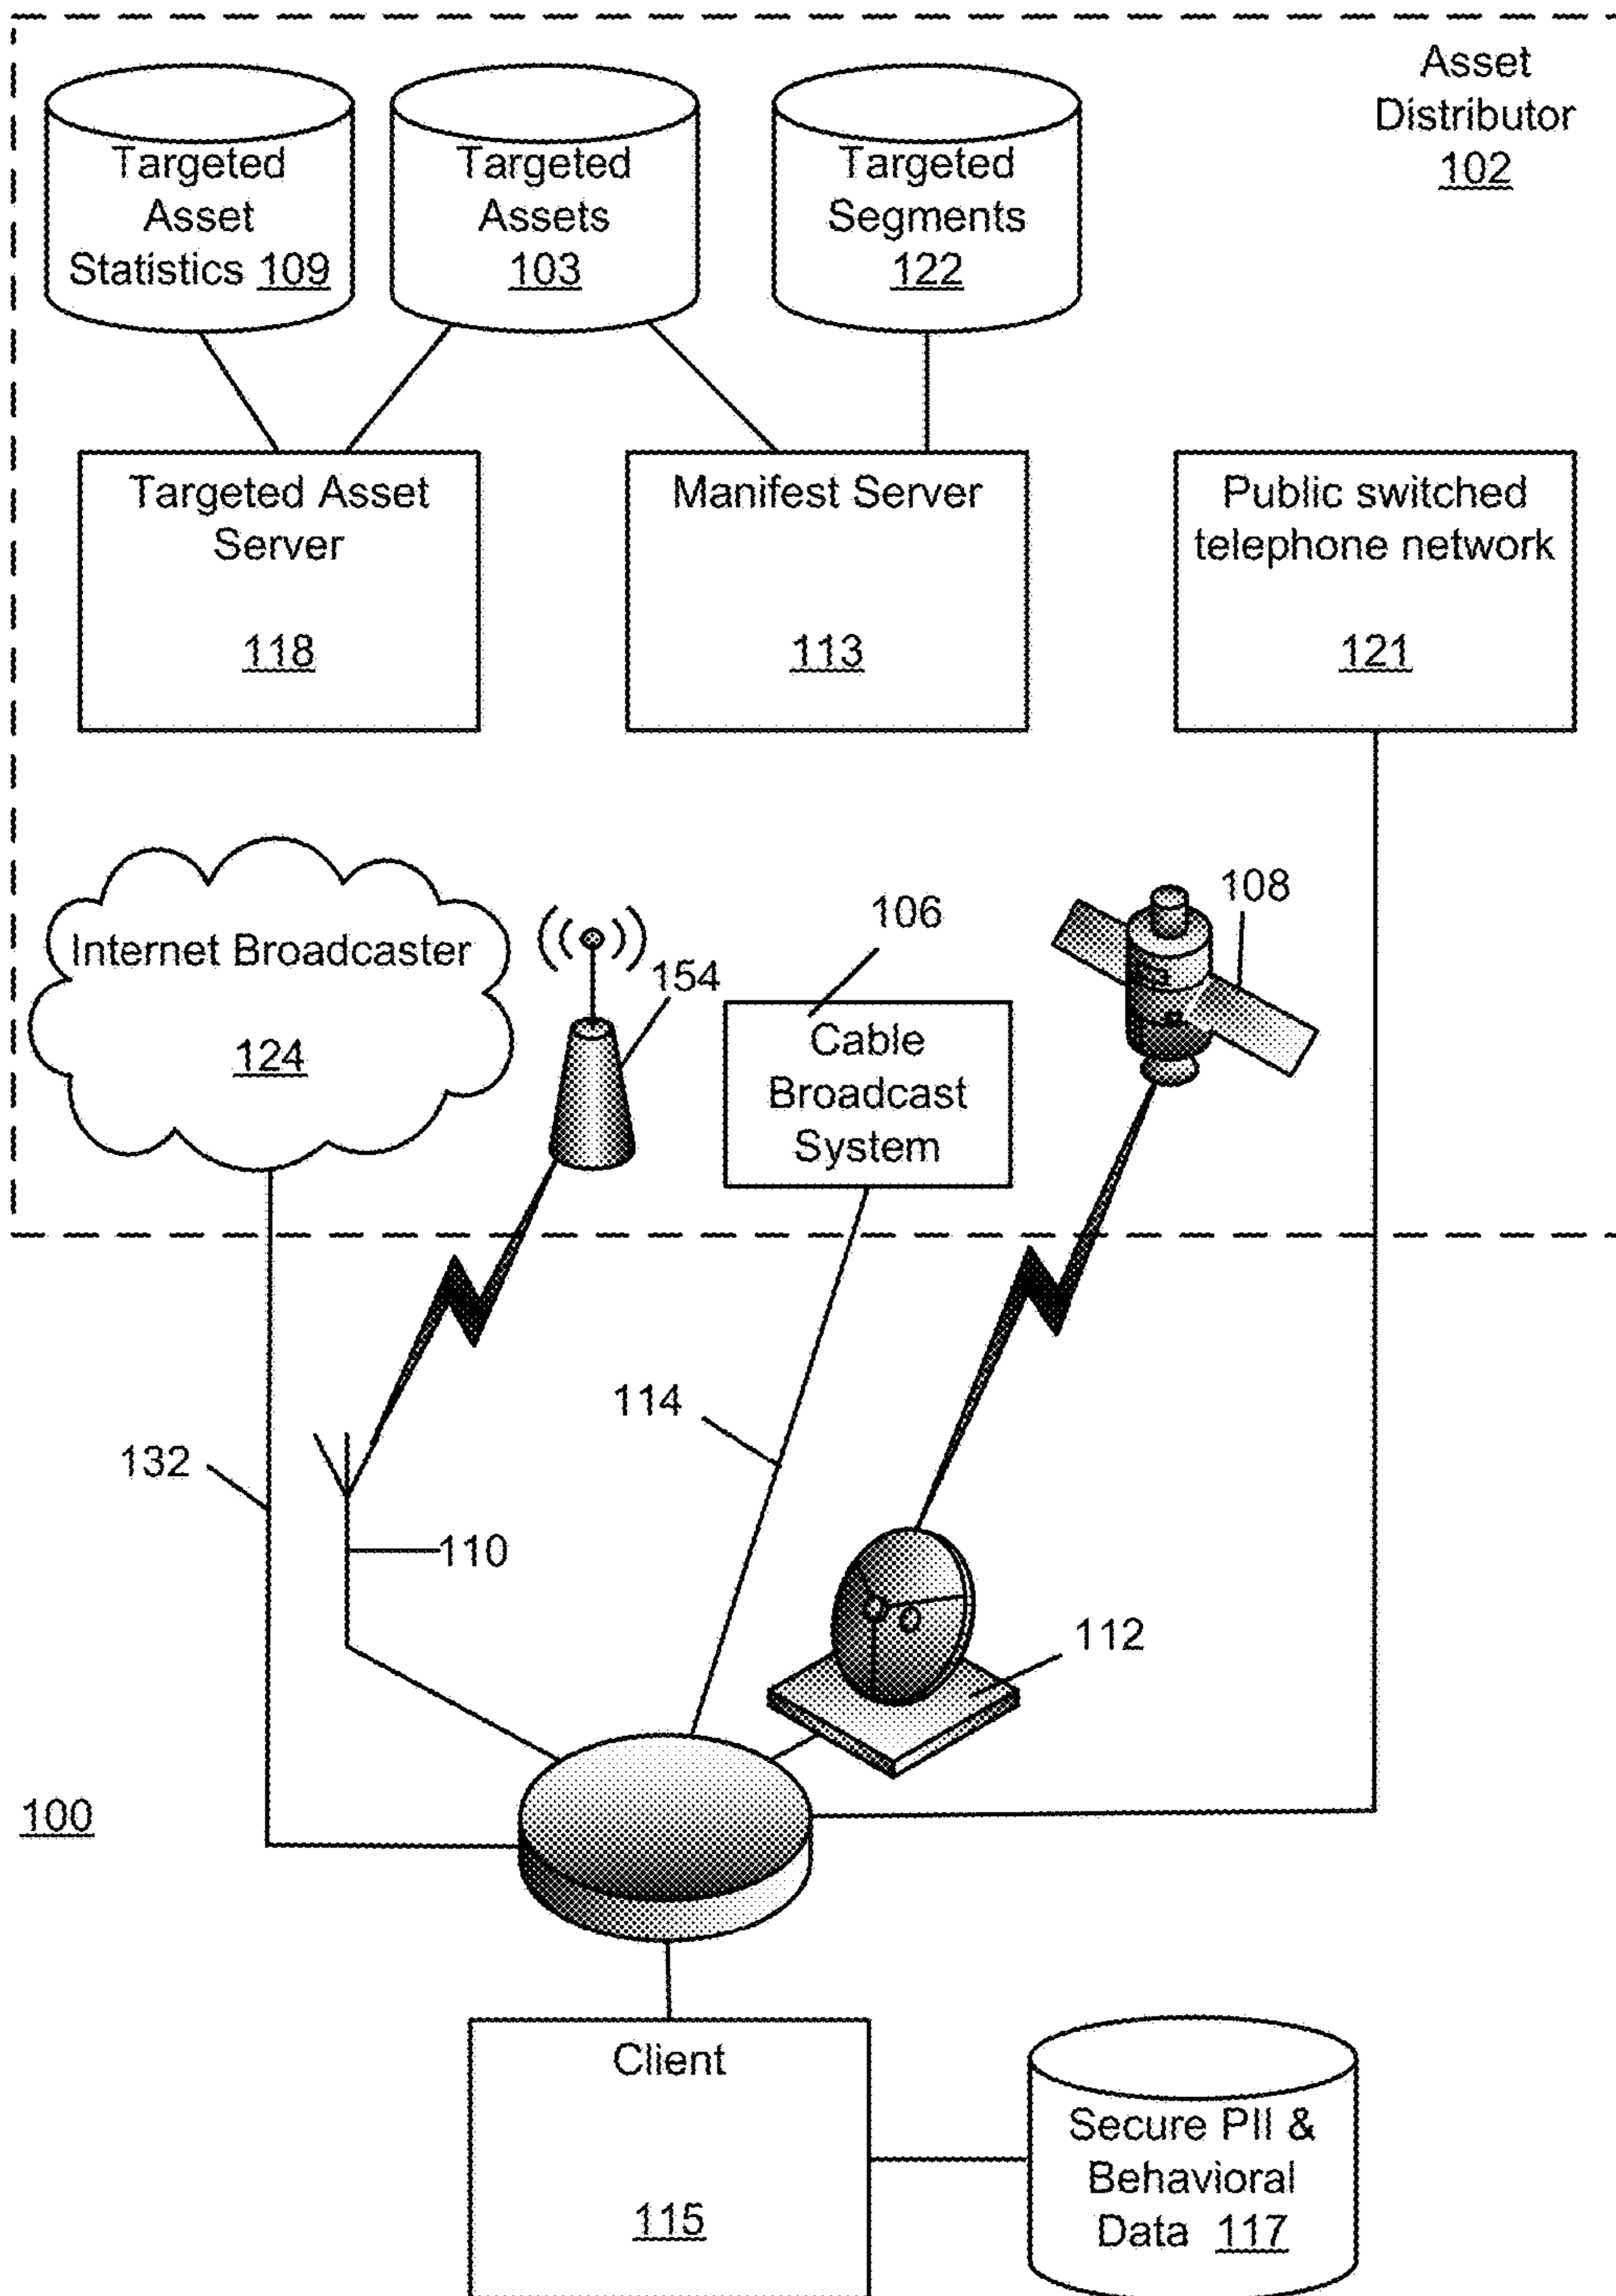 Asset
Distributor
102
Targeted
Asset
Statistics 109
Targeted
Assets
103
Targeted
Segments
122
Targeted Asset
Server
118
Manifest Server
113
Public switched
telephone network
121
Internet Broadcaster
124
154
106
Cable
Broadcast
System
108
132
110
114
112
100
Client
115
Secure PII &
Behavioral
Data 117